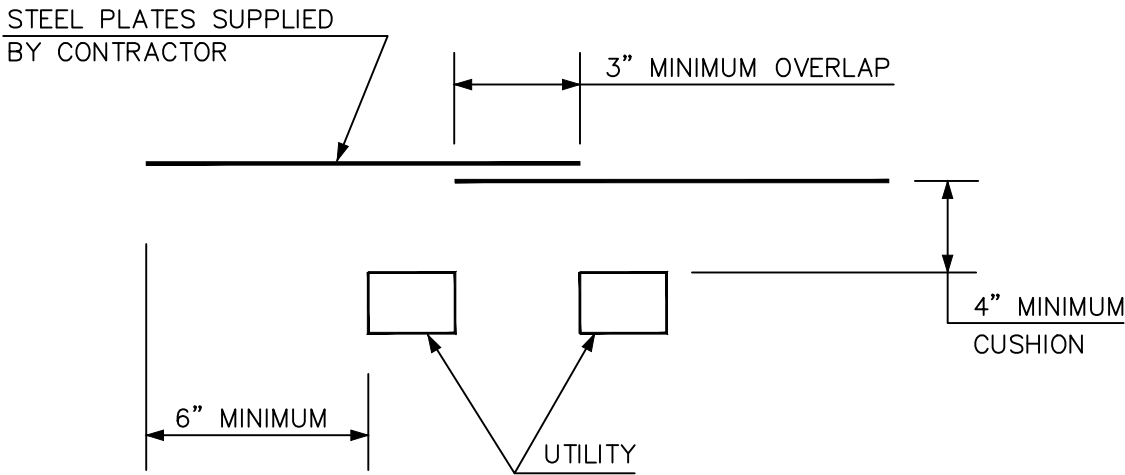 STEEL PLATES SUPPLIED
BY CONTRACTOR
3” MINIMUM OVERLAP
4” MINIMUM
CUSHION
6” MINIMUM
UTILITY